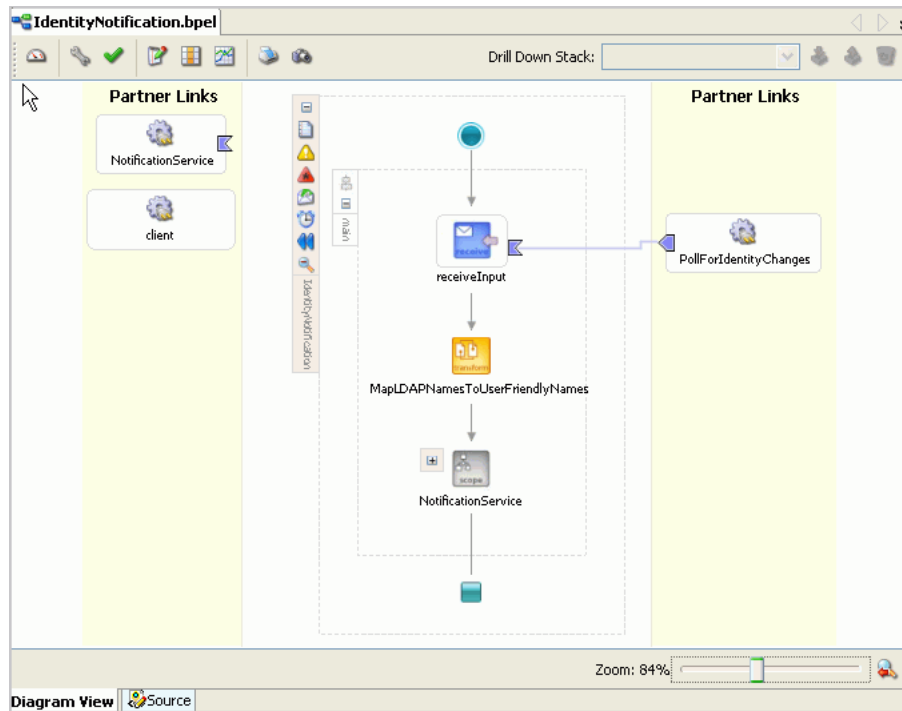 IdentityNotification.bpel
Drill Down Stack:
Partner Links
Partner Links
NotificationService
client
main
IdentityNotification
receive
receiveInput
PollForIdentityChanges
transform
MapLDAPNamesToUserFriendlyNames
scope
NotificationService
Zoom: 84%
Diagram View
Source